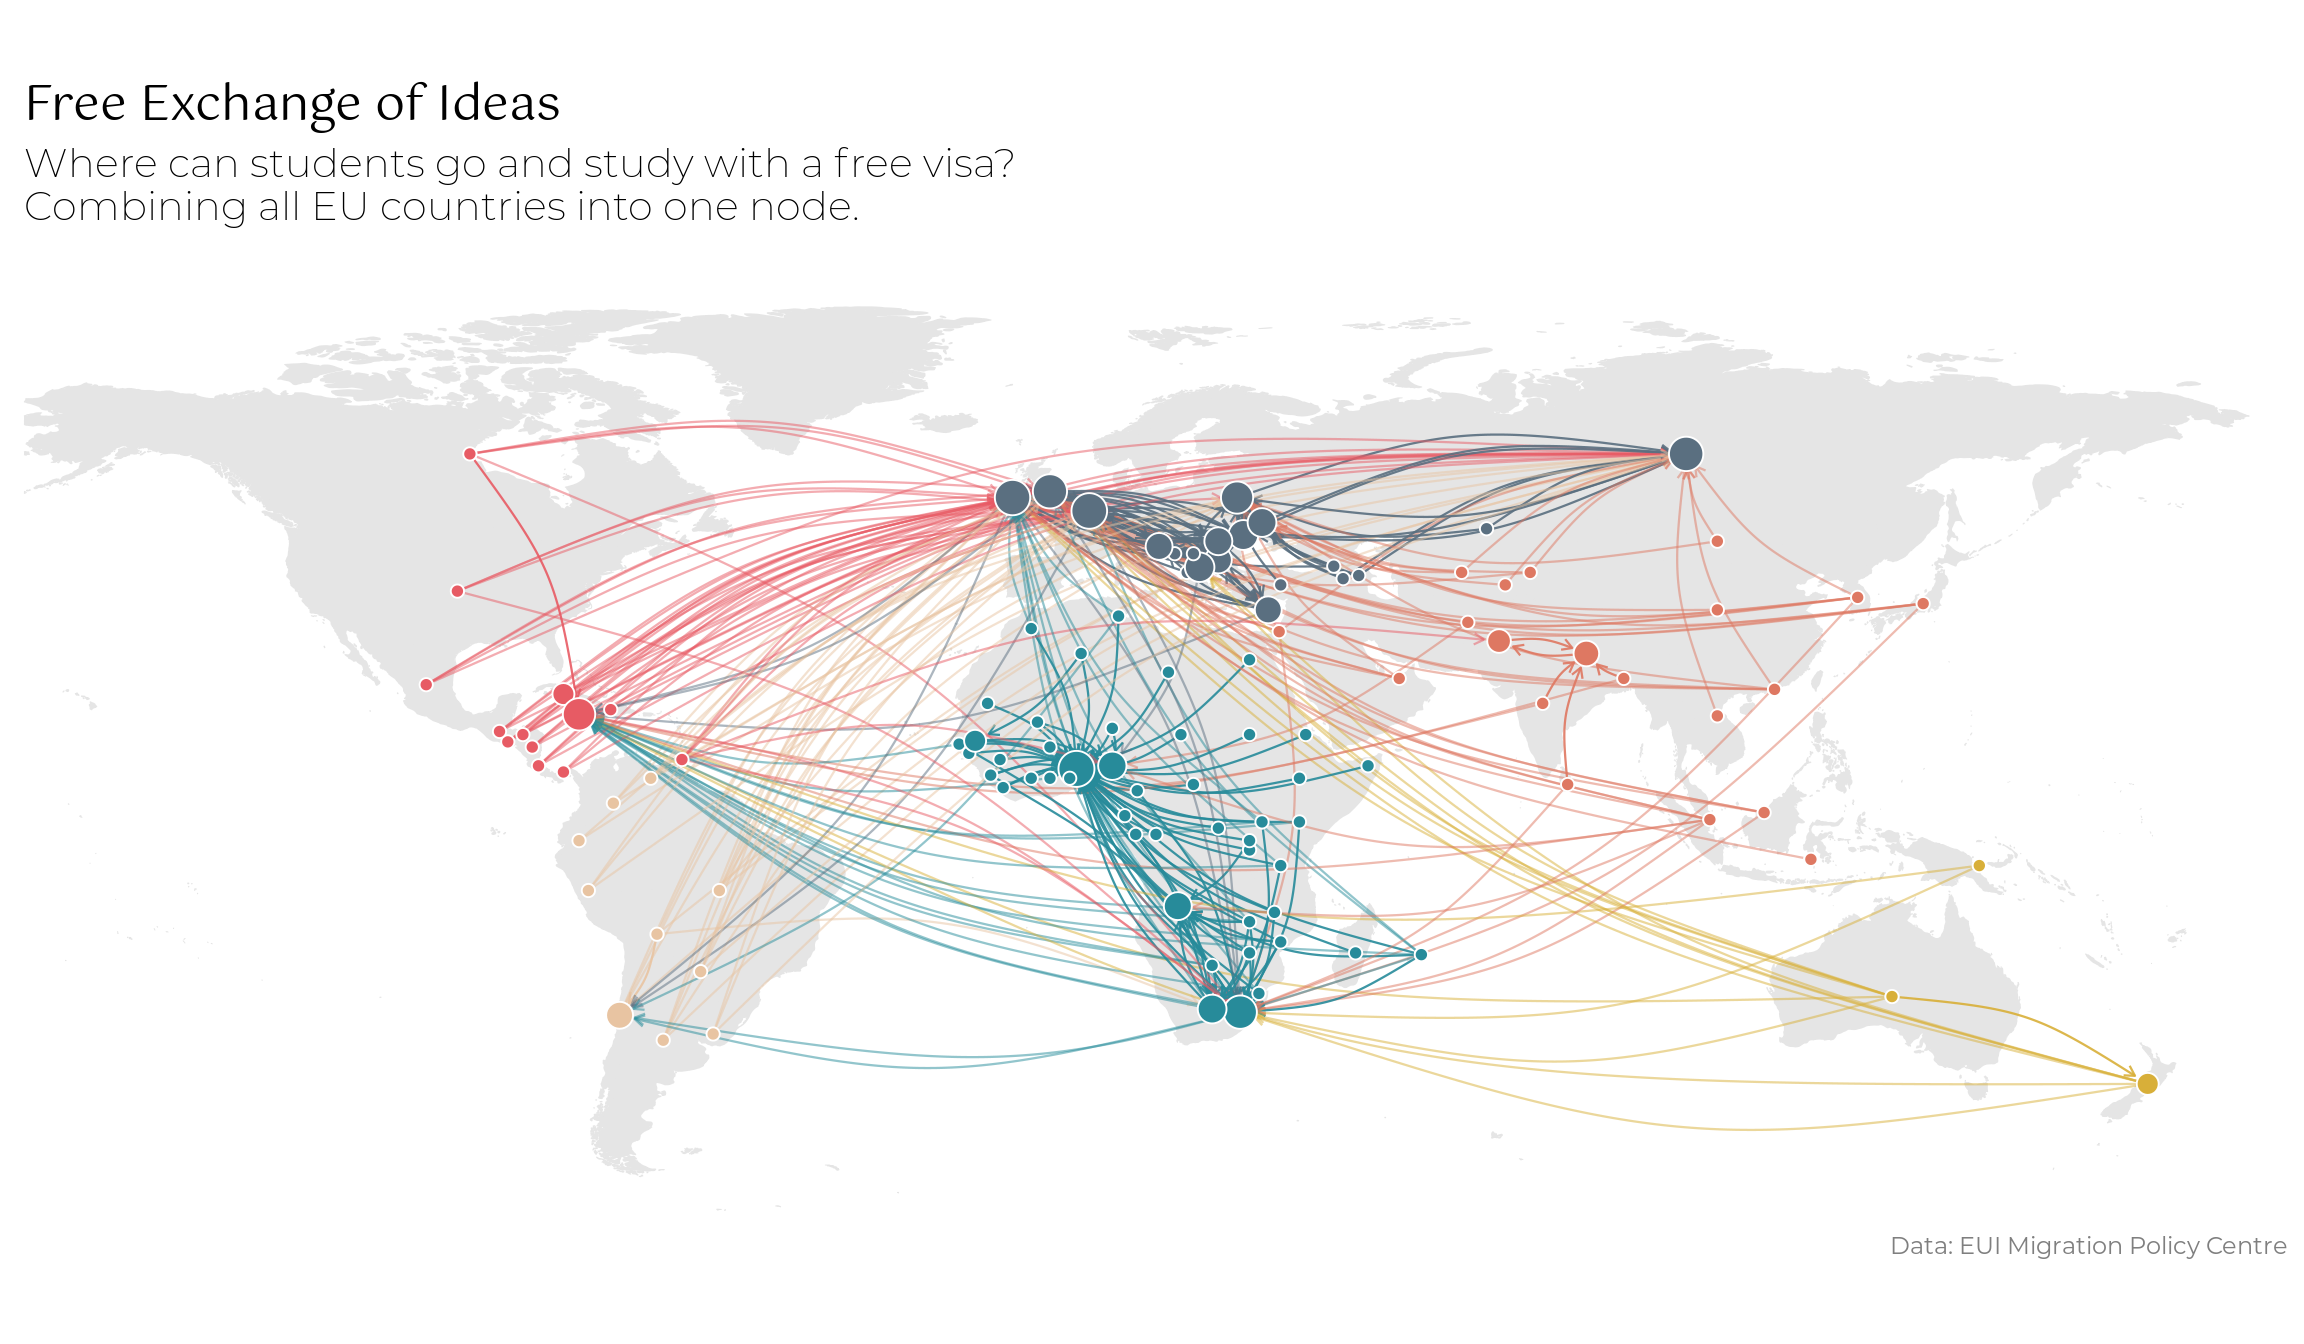 Free Exchange of Ideas
Where can students go and study with a free visa?
Combining all EU countries into one node.
Data: EUI Migration Policy Centre